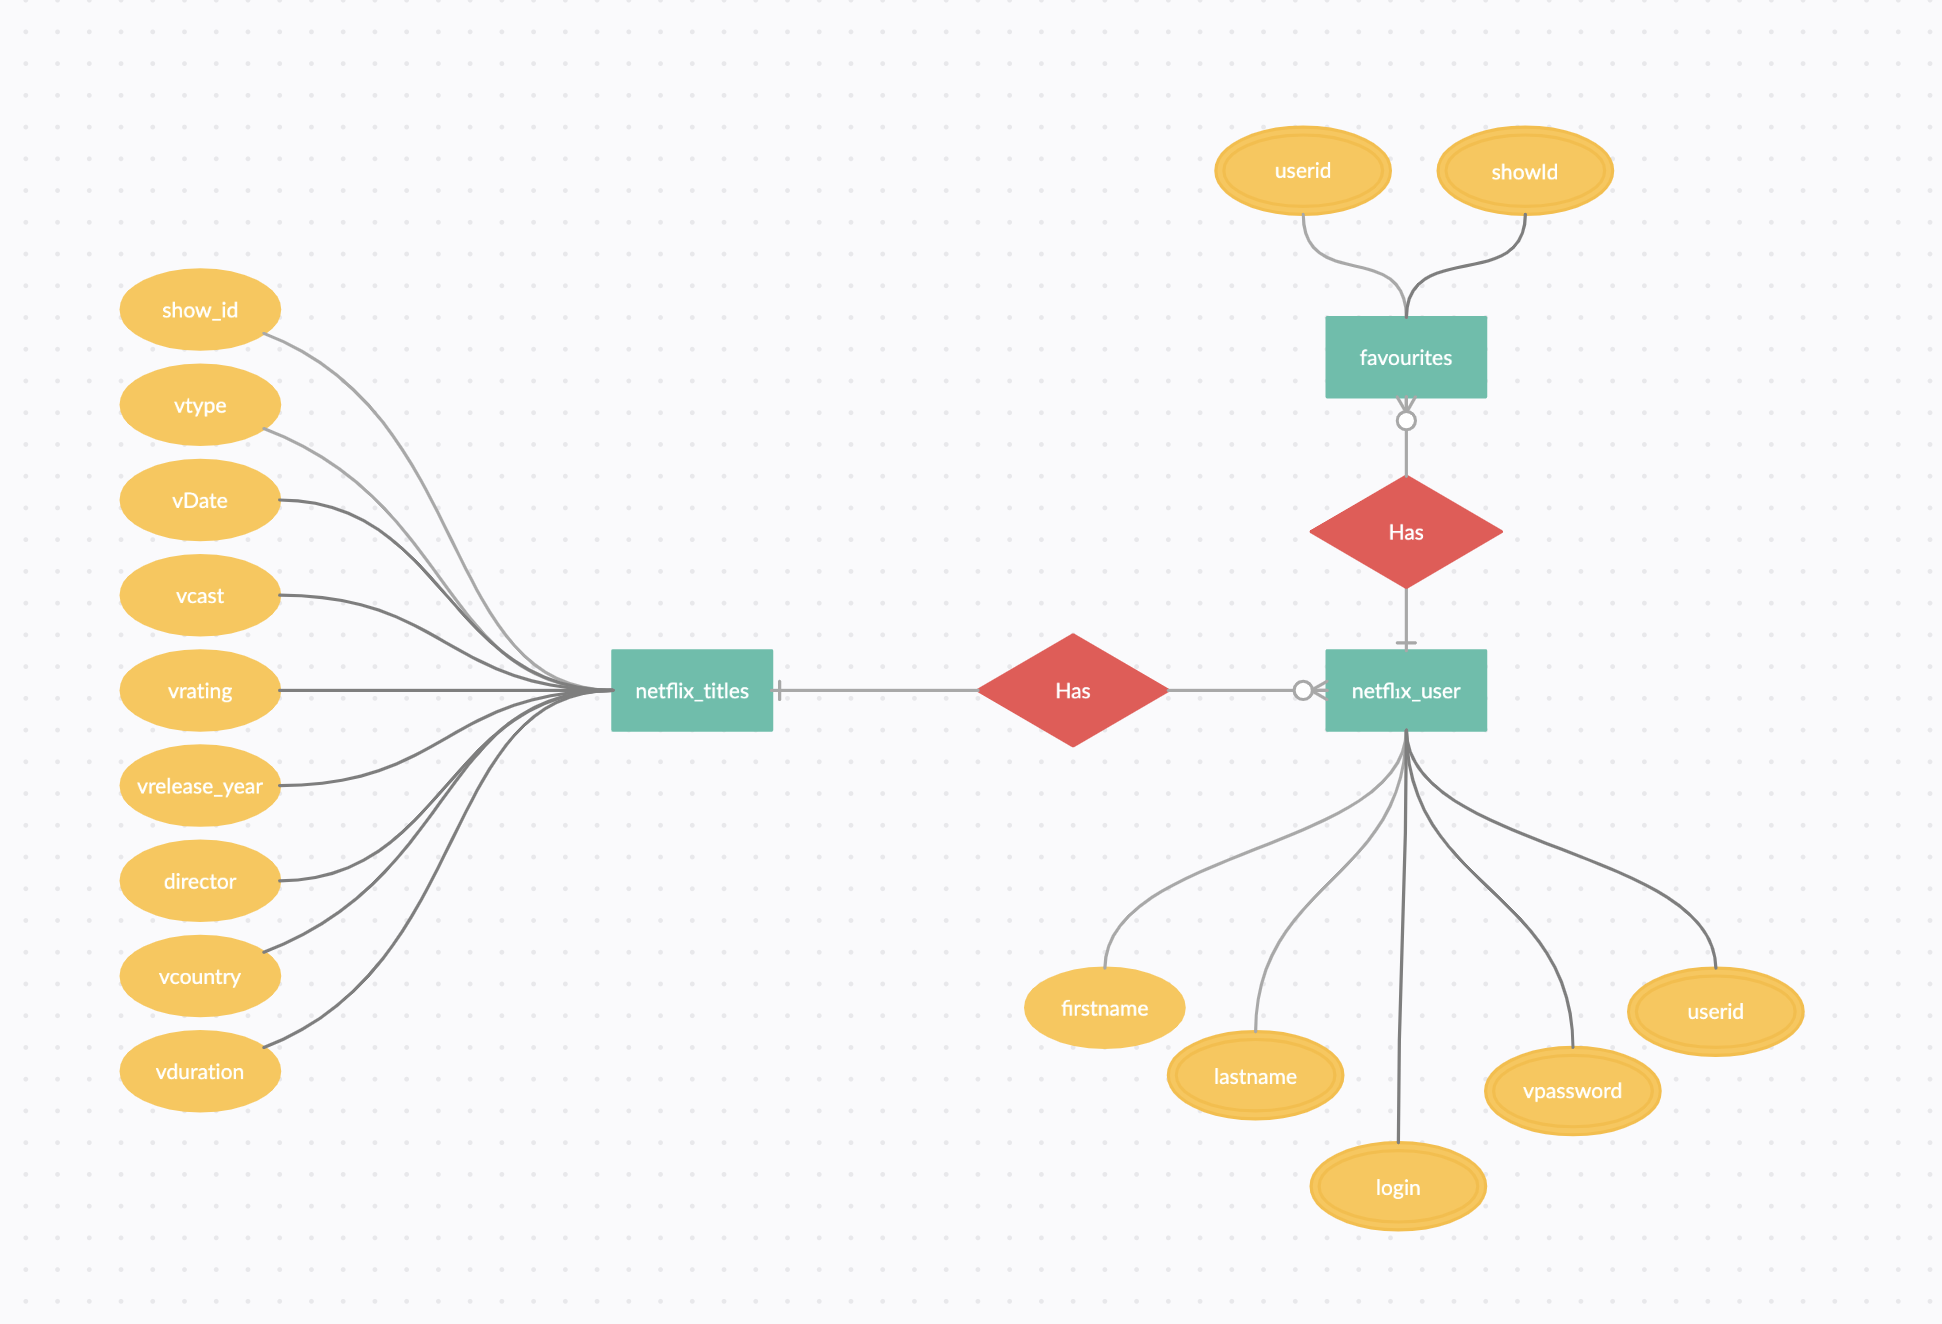 userid
showId
show_id
favourites
vtype
vDate
Has
vcast
vrating
netflix_titles
Has
netflix_user
vrelease_year
director
vcountry
firstname
userid
vduration
lastname
vpassword
login